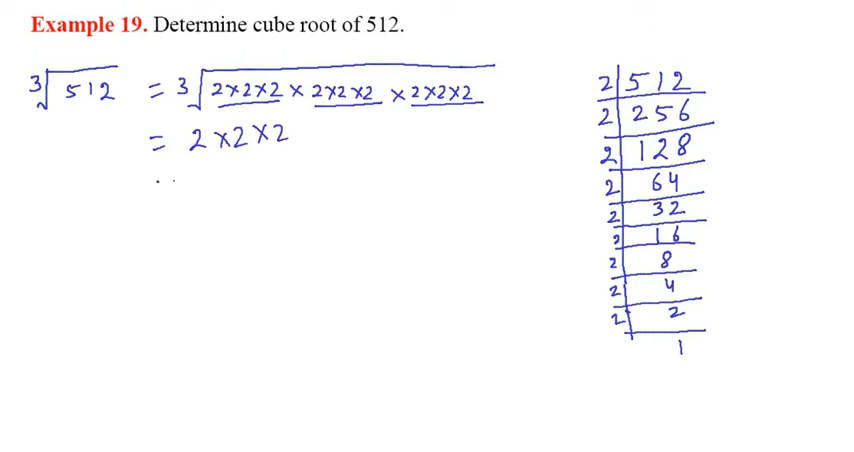 Example 19. Determine cube root of 512.
∛512 = ∛2×2×2 × 2×2×2 × 2×2×2
= 2×2×2
2 | 512
2 | 256
2 | 128
2 | 64
2 | 32
2 | 16
2 | 8
2 | 4
2 | 2
1